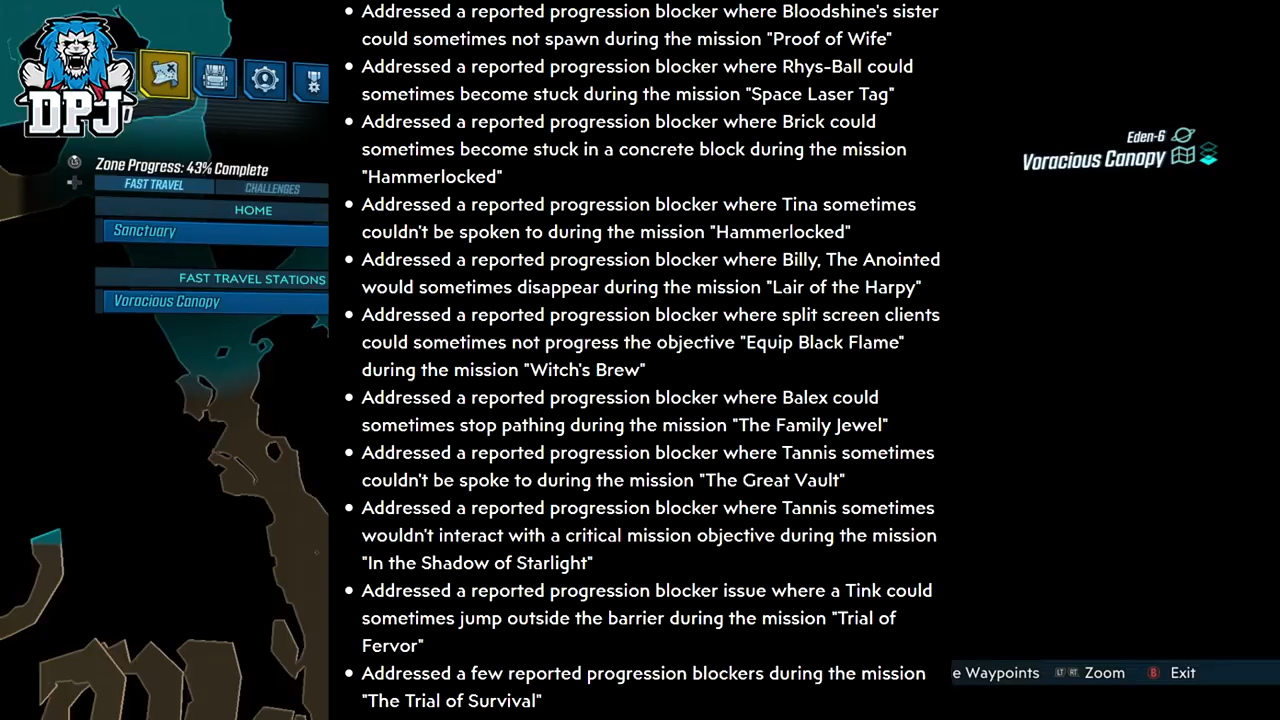 DPJ
Zone Progress: 43% Complete
FAST TRAVEL
CHALLENGES
HOME
Sanctuary
FAST TRAVEL STATIONS
Voracious Canopy
• Addressed a reported progression blocker where Bloodshine's sister
could sometimes not spawn during the mission "Proof of Wife"
• Addressed a reported progression blocker where Rhys-Ball could
sometimes become stuck during the mission "Space Laser Tag"
• Addressed a reported progression blocker where Brick could
sometimes become stuck in a concrete block during the mission
"Hammerlocked"
• Addressed a reported progression blocker where Tina sometimes
couldn't be spoken to during the mission "Hammerlocked"
• Addressed a reported progression blocker where Billy, The Anointed
would sometimes disappear during the mission "Lair of the Harpy"
• Addressed a reported progression blocker where split screen clients
could sometimes not progress the objective "Equip Black Flame"
during the mission "Witch's Brew"
• Addressed a reported progression blocker where Balex could
sometimes stop pathing during the mission "The Family Jewel"
• Addressed a reported progression blocker where Tannis sometimes
couldn't be spoke to during the mission "The Great Vault"
• Addressed a reported progression blocker where Tannis sometimes
wouldn't interact with a critical mission objective during the mission
"In the Shadow of Starlight"
• Addressed a reported progression blocker issue where a Tink could
sometimes jump outside the barrier during the mission "Trial of
Fervor"
• Addressed a few reported progression blockers during the mission
"The Trial of Survival"
Eden-6
Voracious Canopy
e Waypoints LT RT Zoom B Exit